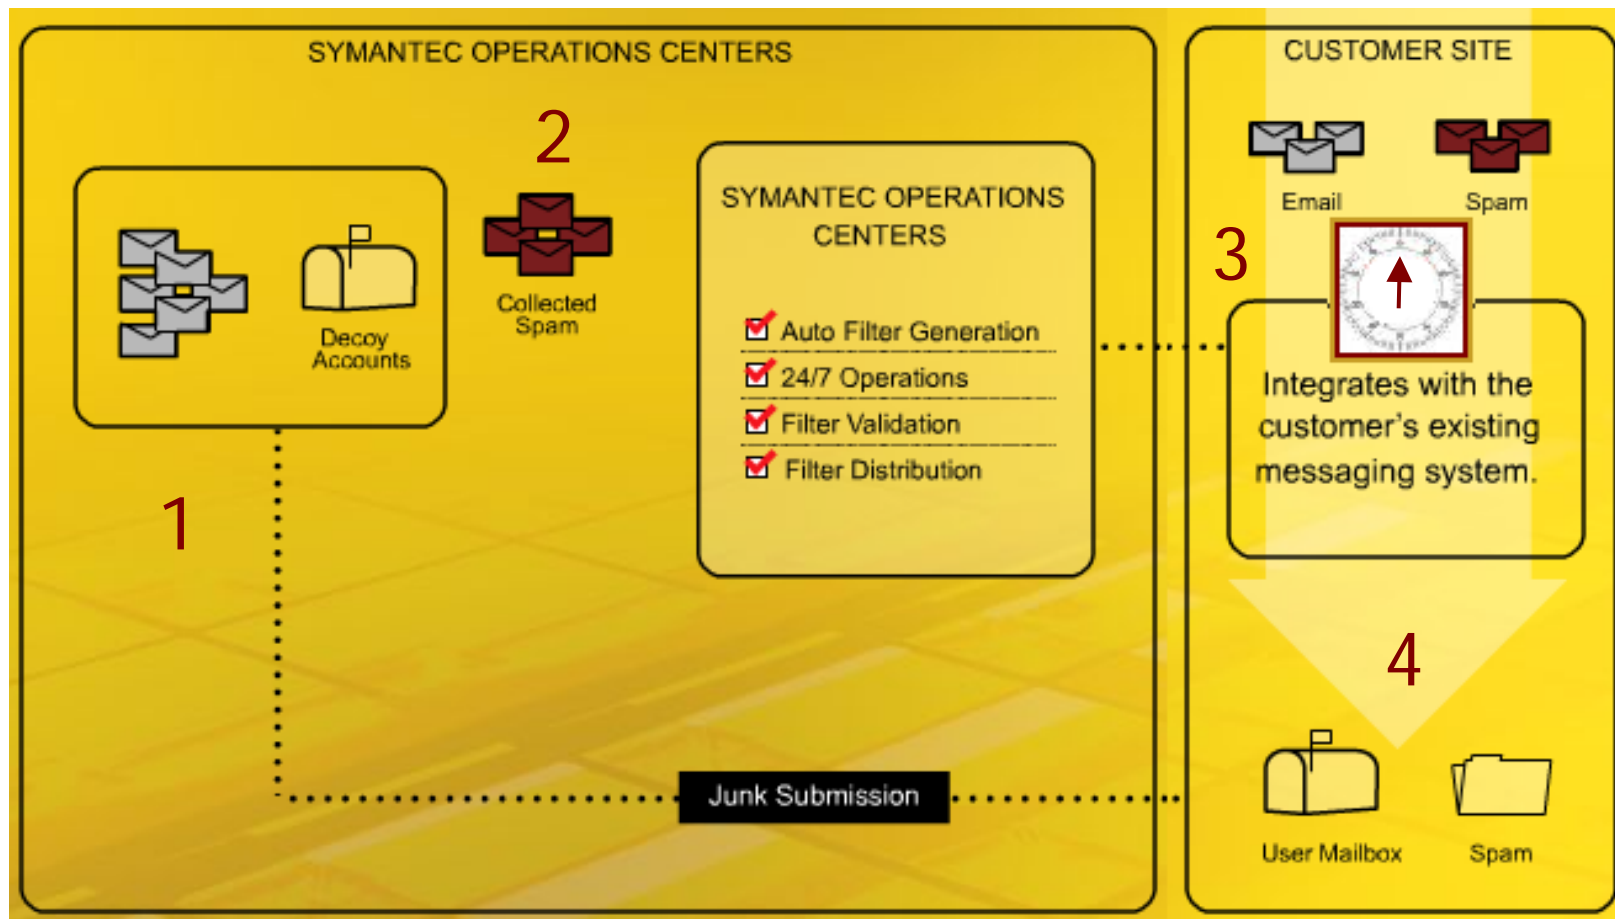 SYMANTEC OPERATIONS CENTERS
2
Collected
Spam
Decoy
Accounts
1
SYMANTEC OPERATIONS
CENTERS
Auto Filter Generation
24/7 Operations
Filter Validation
Filter Distribution
Junk Submission
CUSTOMER SITE
Email
Spam
3
Integrates with the
customer’s existing
messaging system.
4
User Mailbox
Spam